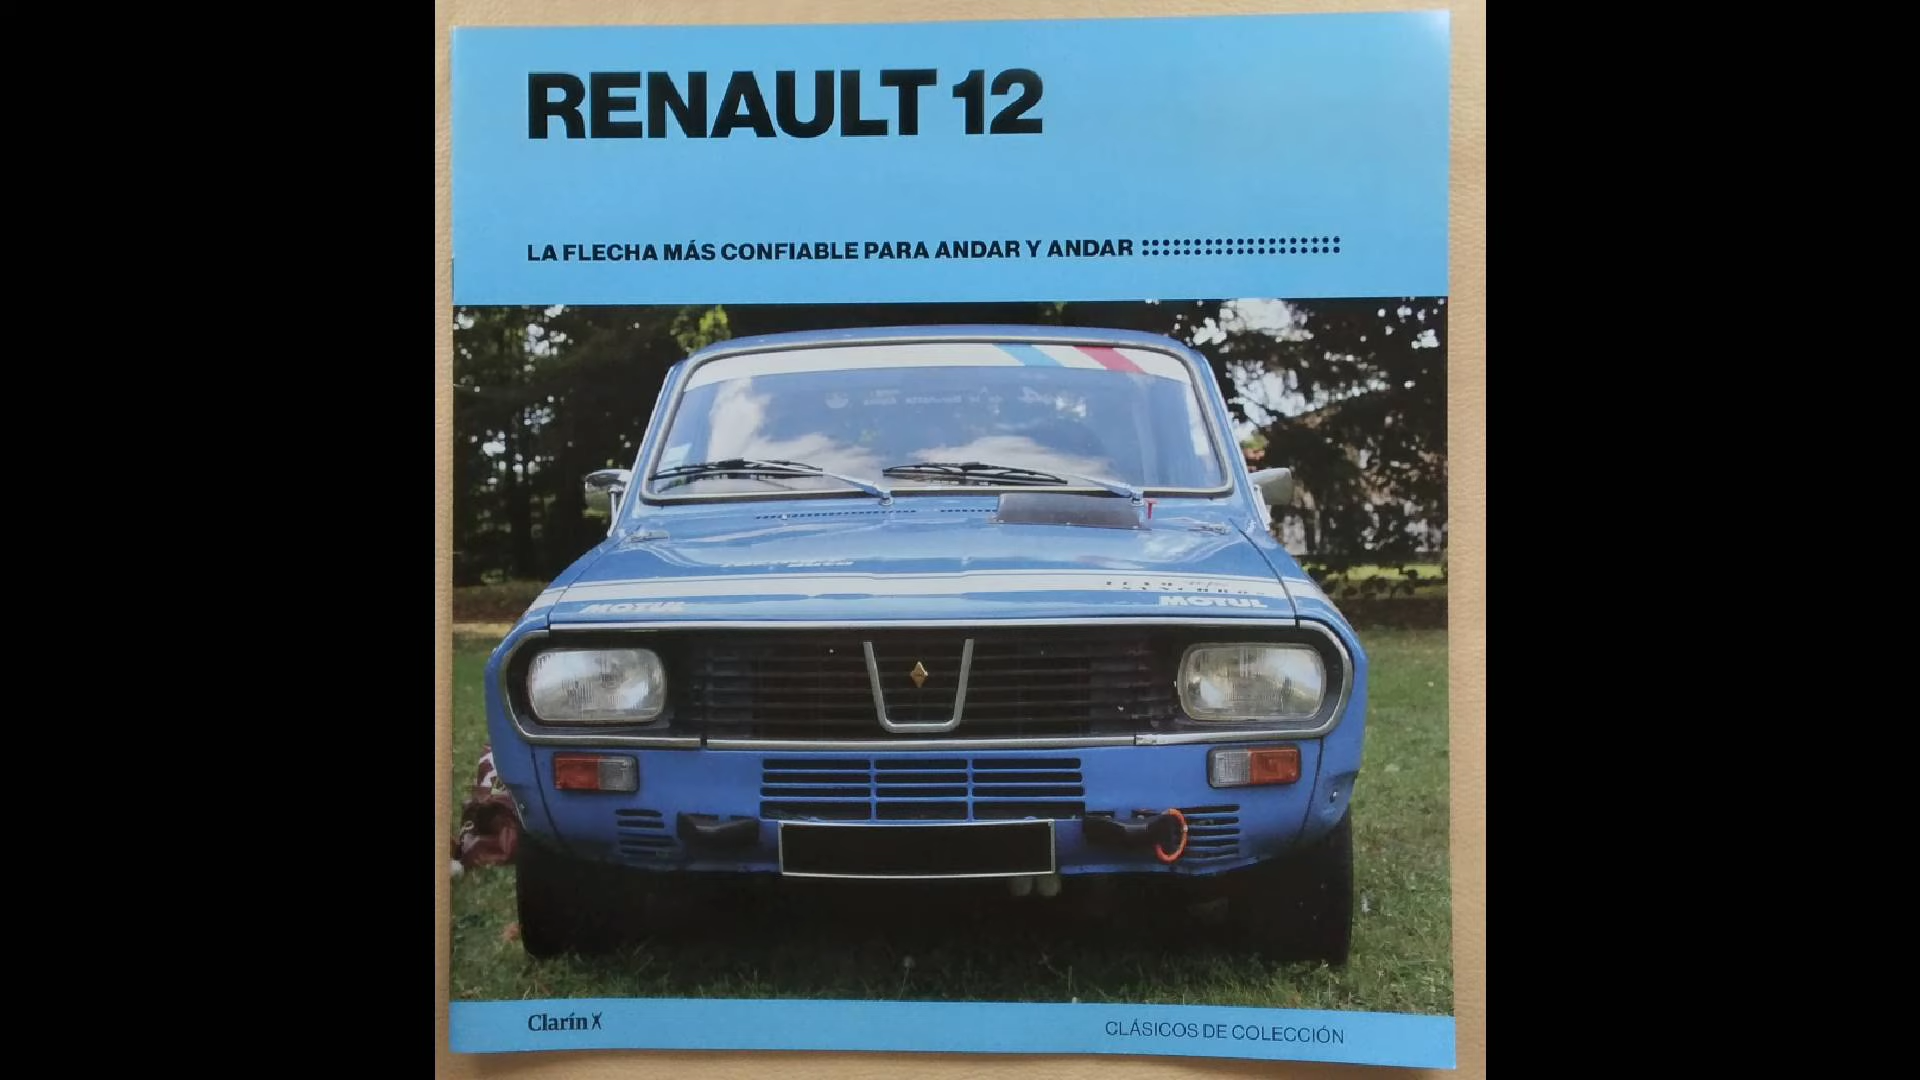 RENAULT 12
LA FLECHA MÁS CONFIABLE PARA ANDAR Y ANDAR
MOTUL
MOTUL
Clarín
CLÁSICOS DE COLECCIÓN